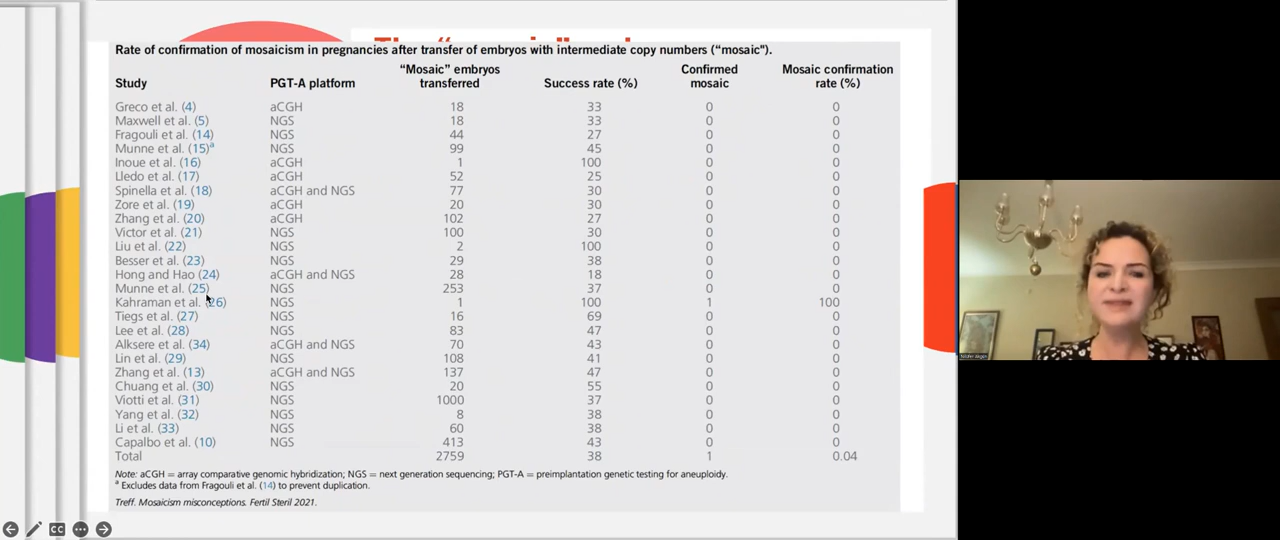 Rate of confirmation of mosaicism in pregnancies after transfer of embryos with intermediate copy numbers ("mosaic").
Study PGT-A platform "Mosaic" embryos transferred Success rate (%) Confirmed mosaic Mosaic confirmation rate (%)
Greco et al. (4) aCGH 18 33 0 0
Maxwell et al. (5) NGS 18 33 0 0
Fragouli et al. (14) NGS 44 27 0 0
Munne et al. (15)a NGS 99 45 0 0
Inoue et al. (16) aCGH 1 100 0 0
Lledo et al. (17) aCGH 52 25 0 0
Spinella et al. (18) aCGH and NGS 77 30 0 0
Zore et al. (19) aCGH 20 30 0 0
Zhang et al. (20) aCGH 102 27 0 0
Victor et al. (21) NGS 100 30 0 0
Liu et al. (22) NGS 2 100 0 0
Besser et al. (23) NGS 29 38 0 0
Hong and Hao (24) aCGH and NGS 28 18 0 0
Munne et al. (25) NGS 253 37 0 0
Kahraman et al. (26) NGS 1 100 1 100
Tiegs et al. (27) NGS 16 69 0 0
Lee et al. (28) NGS 83 47 0 0
Alksere et al. (34) aCGH and NGS 70 43 0 0
Lin et al. (29) NGS 108 41 0 0
Zhang et al. (13) aCGH and NGS 137 47 0 0
Chuang et al. (30) NGS 20 55 0 0
Viotti et al. (31) NGS 1000 37 0 0
Yang et al. (32) NGS 8 38 0 0
Li et al. (33) NGS 60 38 0 0
Capalbo et al. (10) NGS 413 43 0 0
Total 2759 38 1 0.04
Note: aCGH = array comparative genomic hybridization; NGS = next generation sequencing; PGT-A = preimplantation genetic testing for aneuploidy.
a Excludes data from Fragouli et al. (14) to prevent duplication.
Treff. Mosaicism misconceptions. Fertil Steril 2021.
CC